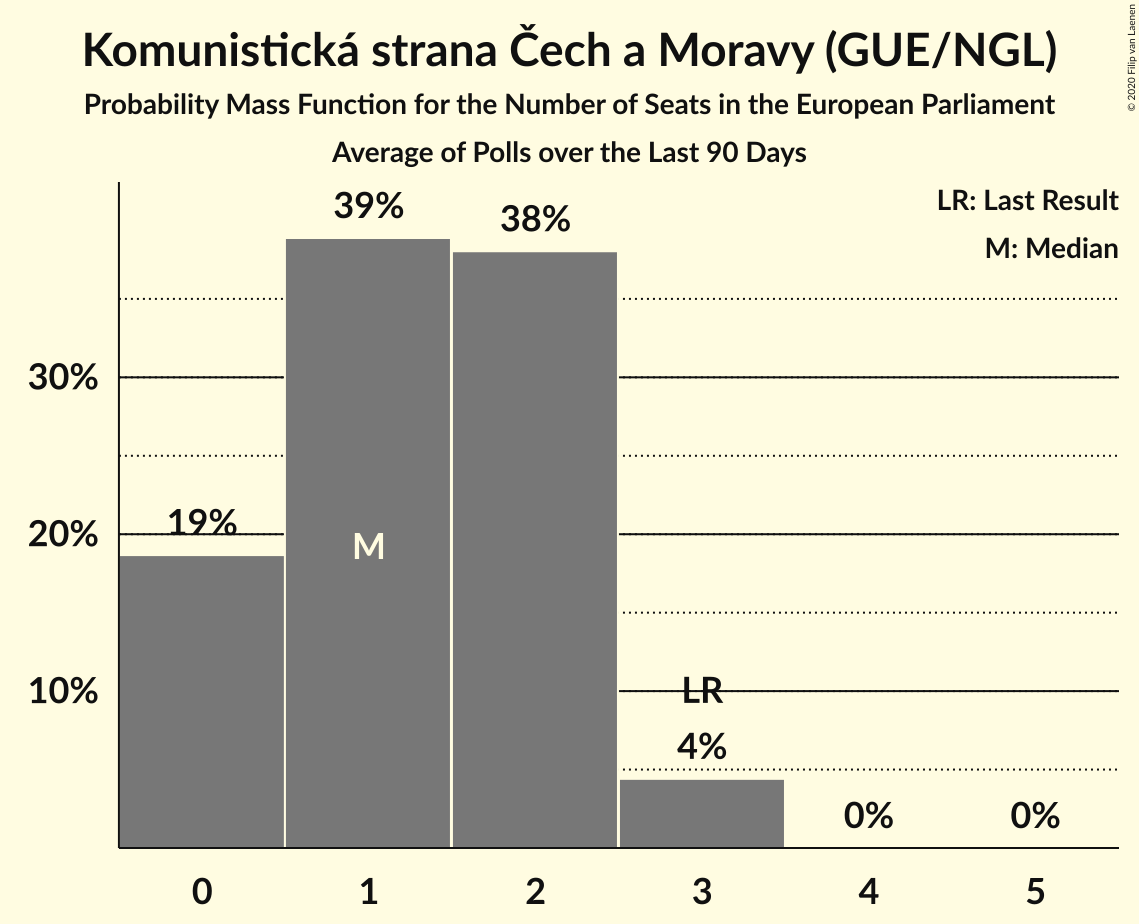 Komunistická strana Čech a Moravy (GUE/NGL)
Probability Mass Function for the Number of Seats in the European Parliament
Average of Polls over the Last 90 Days
© 2020 Filip van Laenen
LR: Last Result
M: Median
39%
38%
30%
19%
20%
M
10%
LR
4%
0%
0%
0
1
2
3
4
5